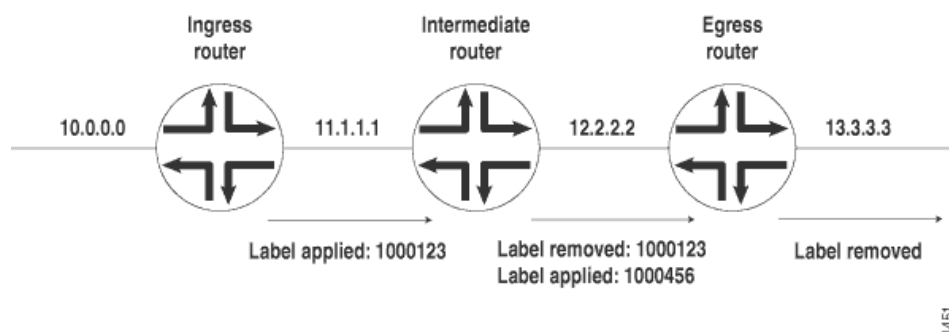 Ingress
router
Intermediate
router
Egress
router
10.0.0.0
11.1.1.1
12.2.2.2
13.3.3.3
Label applied: 1000123
Label removed: 1000123
Label applied: 1000456
Label removed